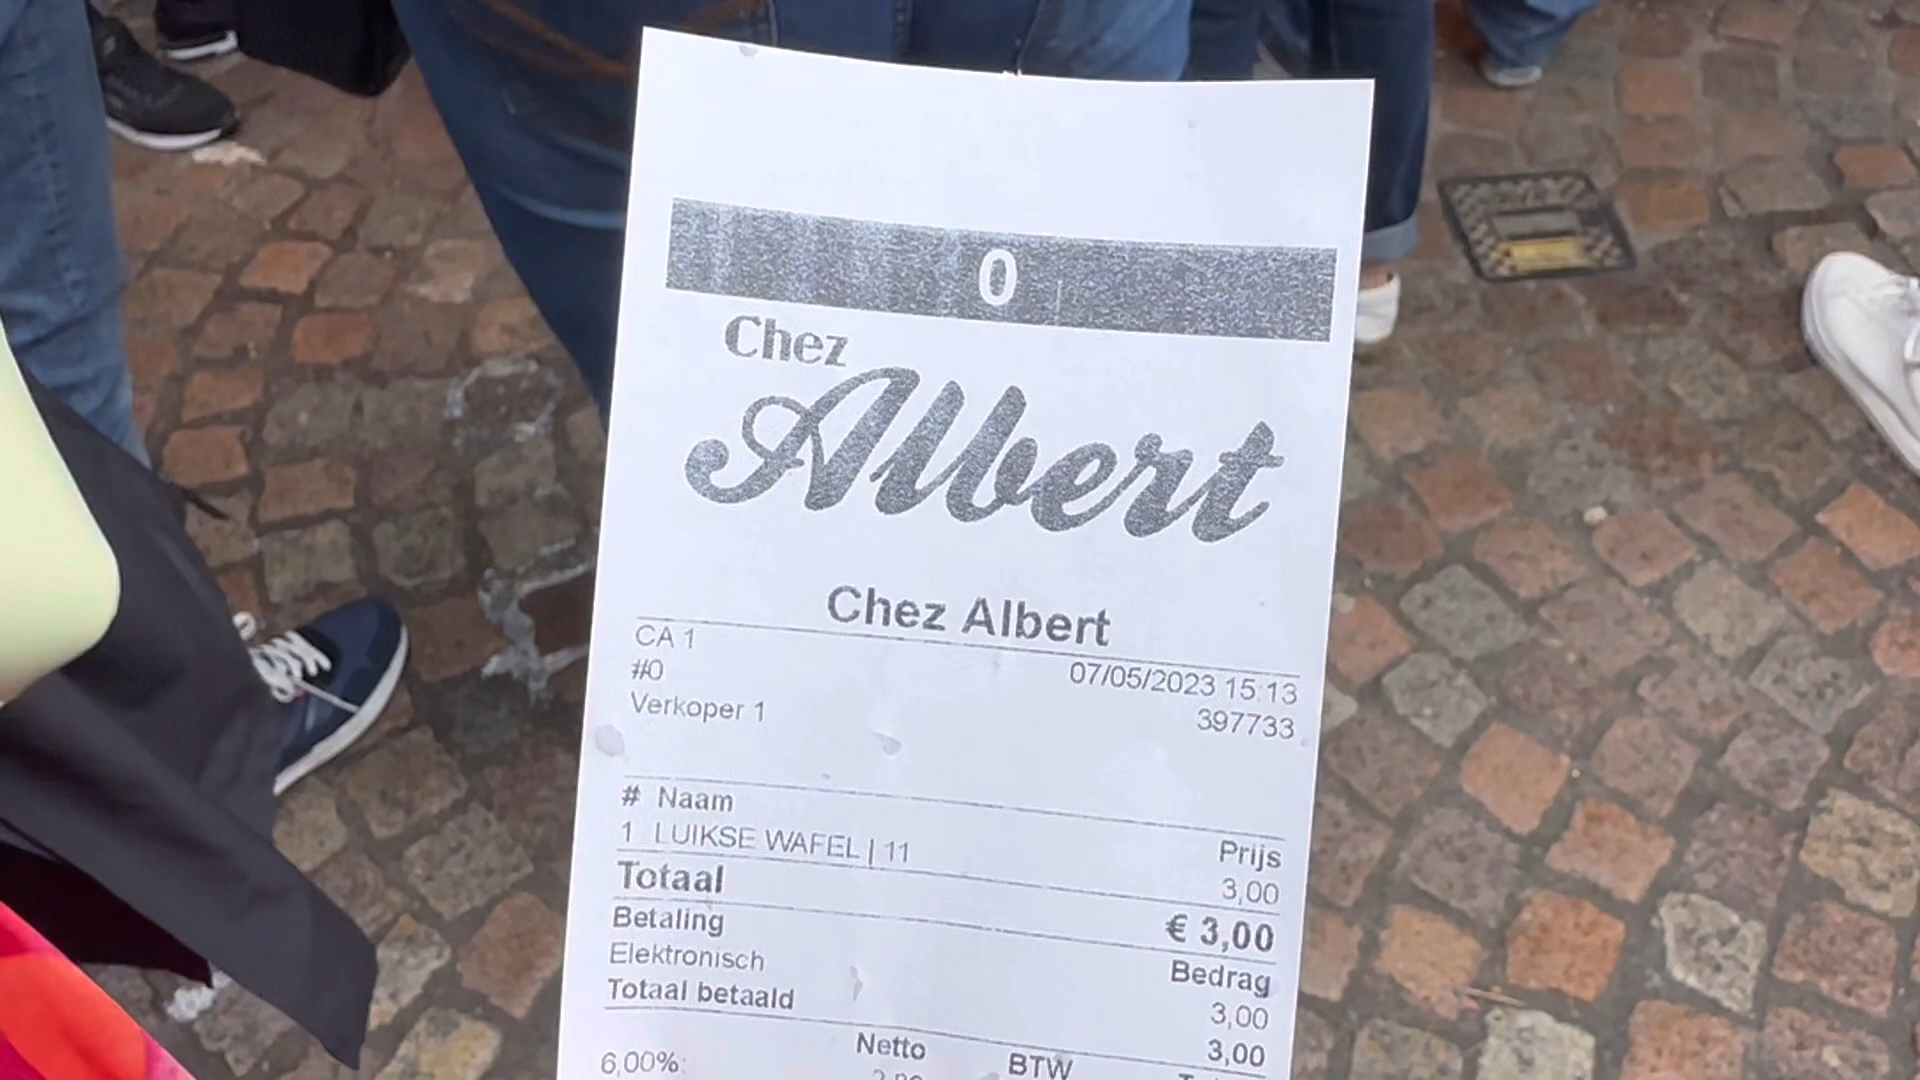 0
Chez
Albert
Chez Albert
CA 1
#0 07/05/2023 15:13
Verkoper 1 397733
# Naam Prijs
1 LUIKSE WAFEL | 11 3,00
Totaal € 3,00
Betaling Bedrag
Elektronisch 3,00
Totaal betaald 3,00
Netto BTW
6,00%: